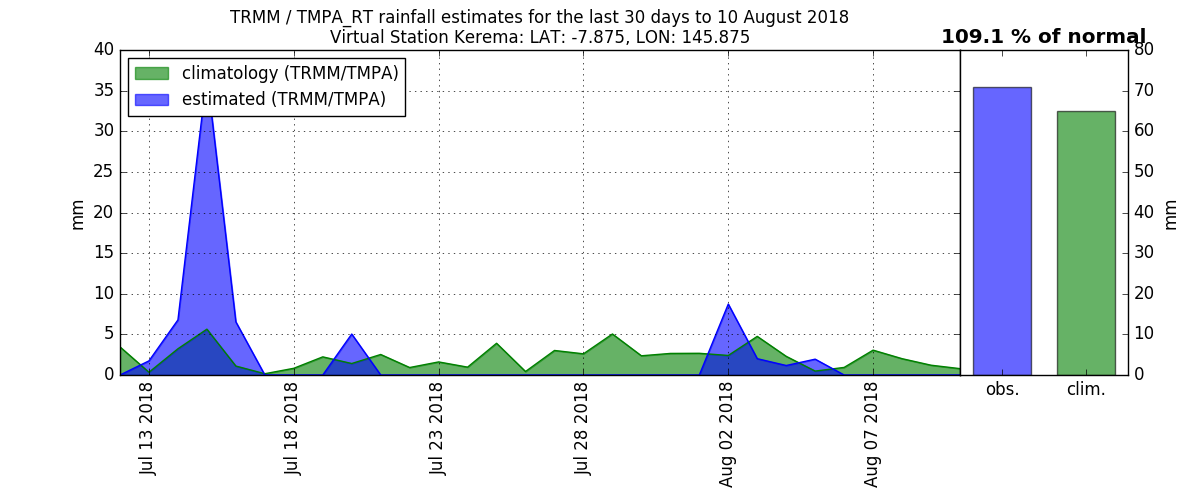 TRMM / TMPA_RT rainfall estimates for the last 30 days to 10 August 2018
Virtual Station Kerema: LAT: -7.875, LON: 145.875
109.1 % of normal
climatology (TRMM/TMPA)
estimated (TRMM/TMPA)
40
35
30
25
20
15
10
5
0
mm
Jul 13 2018
Jul 18 2018
Jul 23 2018
Jul 28 2018
Aug 02 2018
Aug 07 2018
obs.
clim.
80
70
60
50
40
30
20
10
0
mm